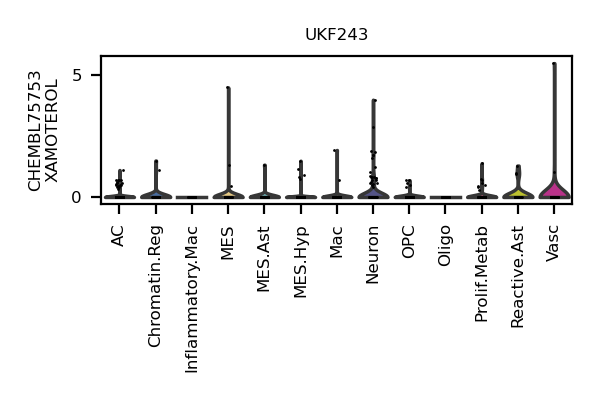 UKF243
CHEMBL75753
XAMOTEROL
5
0
AC
Chromatin.Reg
Inflammatory.Mac
MES
MES.Ast
MES.Hyp
Mac
Neuron
OPC
Oligo
Prolif.Metab
Reactive.Ast
Vasc